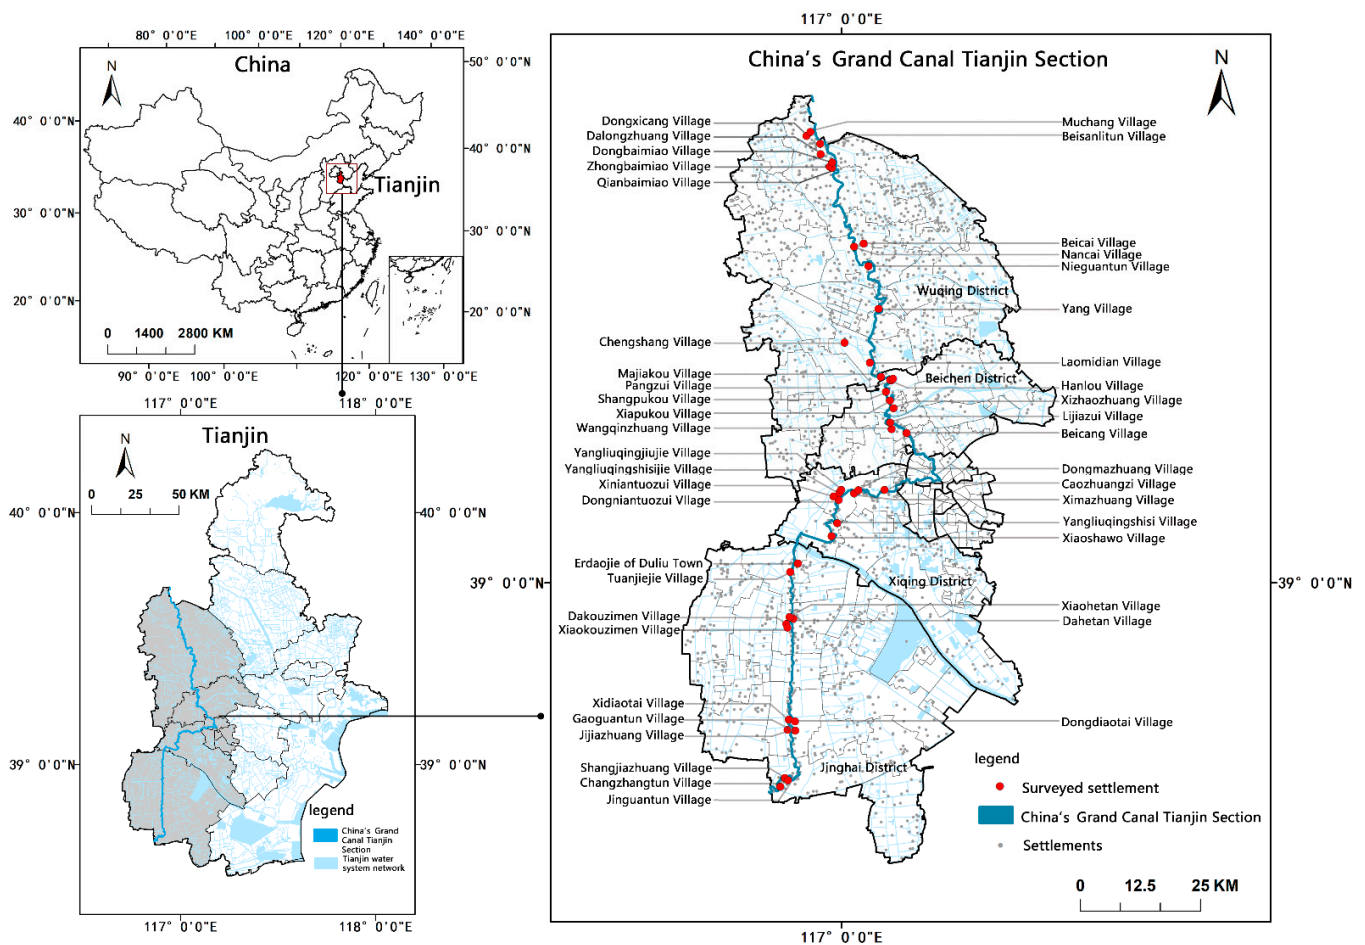 80° 0'0"E 100° 0'0"E 120° 0'0"E 140° 0'0"E
China
N
50° 0'0"N
40° 0'0"N
40° 0'0"N
Tianjin
30° 0'0"N
30° 0'0"N
20° 0'0"N
20° 0'0"N
0 1400 2800 KM
90° 0'0"E 100° 0'0"E 120° 0'0"E 130° 0'0"E
117° 0'0"E 118° 0'0"E
Tianjin
N
0 25 50 KM
40° 0'0"N
40° 0'0"N
39° 0'0"N
39° 0'0"N
legend
China's Grand
Canal Tianjin
Section
Tianjin water
system network
117° 0'0"E 118° 0'0"E
117° 0'0"E
China's Grand Canal Tianjin Section
N
Dongxicang Village
Dalongzhuang Village
Dongbaimiao Village
Zhongbaimiao Village
Qianbaimiao Village
Muchang Village
Beisanlitun Village
Beicai Village
Nancai Village
Nieguantun Village
Wuqing District
Yang Village
Chengshang Village
Laomidian Village
Majiakou Village
Pangzui Village
Shangpukou Village
Xiapukou Village
Wangqinzhuang Village
Beichen District
Hanlou Village
Xizhaozhuang Village
Lijiazui Village
Beicang Village
Yangliuqingjiujie Village
Yangliuqingshisijie Village
Xiniantuozui Village
Dongniantuozui Village
Dongmazhuang Village
Caozhuangzi Village
Ximazhuang Village
Yangliuqingshisi Village
Xiaoshawo Village
Erdaojie of Duliu Town
Tuanjiejie Village
Xiqing District
39° 0'0"N
39° 0'0"N
Dakouzimen Village
Xiaokouzimen Village
Xiaohetan Village
Dahetan Village
Xidiaotai Village
Gaoguantun Village
Jijiazhuang Village
Dongdiaotai Village
Shangjiazhuang Village
Changzhangtun Village
Jinguantun Village
Jinghai District
legend
Surveyed settlement
China's Grand Canal Tianjin Section
Settlements
0 12.5 25 KM
117° 0'0"E